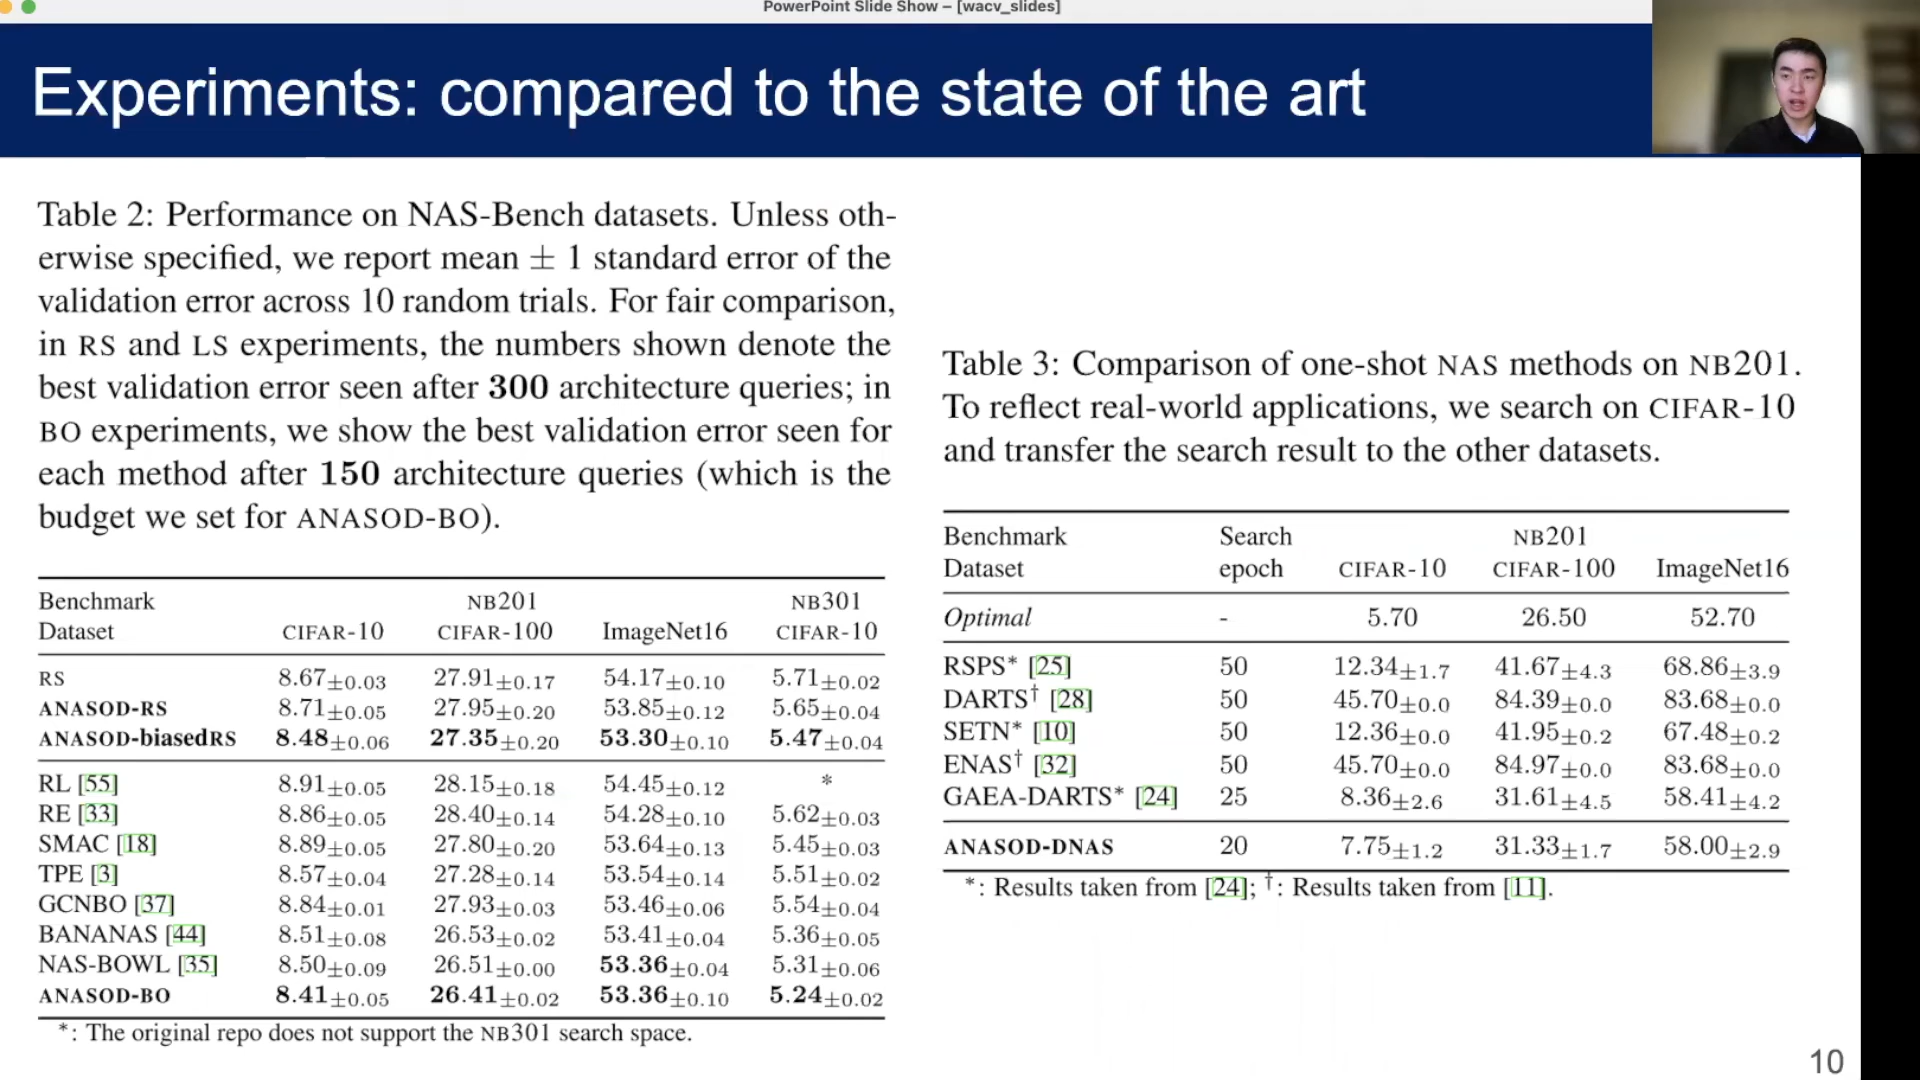 PowerPoint Slide Show – [wacv_slides]
Experiments: compared to the state of the art
Table 2: Performance on NAS-Bench datasets. Unless oth-
erwise specified, we report mean ± 1 standard error of the
validation error across 10 random trials. For fair comparison,
in RS and LS experiments, the numbers shown denote the
best validation error seen after 300 architecture queries; in
BO experiments, we show the best validation error seen for
each method after 150 architecture queries (which is the
budget we set for ANASOD-BO).
Benchmark NB201 NB301
Dataset CIFAR-10 CIFAR-100 ImageNet16 CIFAR-10
RS 8.67±0.03 27.91±0.17 54.17±0.10 5.71±0.02
ANASOD-RS 8.71±0.05 27.95±0.20 53.85±0.12 5.65±0.04
ANASOD-biasedRS 8.48±0.06 27.35±0.20 53.30±0.10 5.47±0.04
RL [55] 8.91±0.05 28.15±0.18 54.45±0.12 *
RE [33] 8.86±0.05 28.40±0.14 54.28±0.10 5.62±0.03
SMAC [18] 8.89±0.05 27.80±0.20 53.64±0.13 5.45±0.03
TPE [3] 8.57±0.04 27.28±0.14 53.54±0.14 5.51±0.02
GCNBO [37] 8.84±0.01 27.93±0.03 53.46±0.06 5.54±0.04
BANANAS [44] 8.51±0.08 26.53±0.02 53.41±0.04 5.36±0.05
NAS-BOWL [35] 8.50±0.09 26.51±0.00 53.36±0.04 5.31±0.06
ANASOD-BO 8.41±0.05 26.41±0.02 53.36±0.10 5.24±0.02
*: The original repo does not support the NB301 search space.
Table 3: Comparison of one-shot NAS methods on NB201.
To reflect real-world applications, we search on CIFAR-10
and transfer the search result to the other datasets.
Benchmark Search NB201
Dataset epoch CIFAR-10 CIFAR-100 ImageNet16
Optimal - 5.70 26.50 52.70
RSPS* [25] 50 12.34±1.7 41.67±4.3 68.86±3.9
DARTS† [28] 50 45.70±0.0 84.39±0.0 83.68±0.0
SETN* [10] 50 12.36±0.0 41.95±0.2 67.48±0.2
ENAS† [32] 50 45.70±0.0 84.97±0.0 83.68±0.0
GAEA-DARTS* [24] 25 8.36±2.6 31.61±4.5 58.41±4.2
ANASOD-DNAS 20 7.75±1.2 31.33±1.7 58.00±2.9
*: Results taken from [24]; †: Results taken from [11].
10